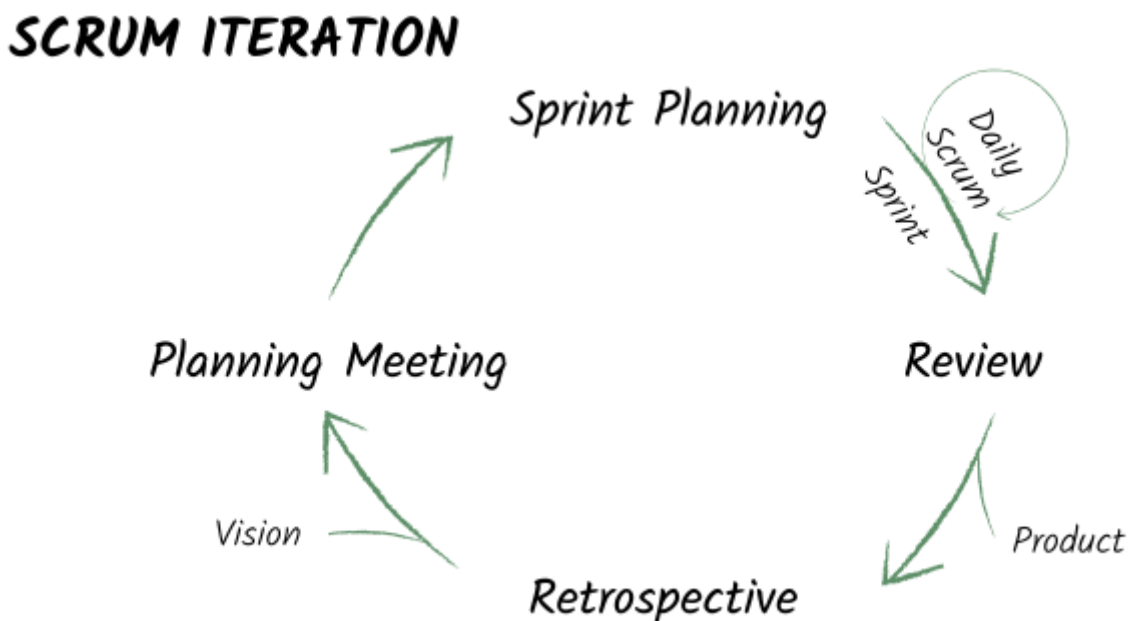 SCRUM ITERATION
Sprint Planning
Daily
Scrum
Sprint
Planning Meeting
Review
Vision
Product
Retrospective